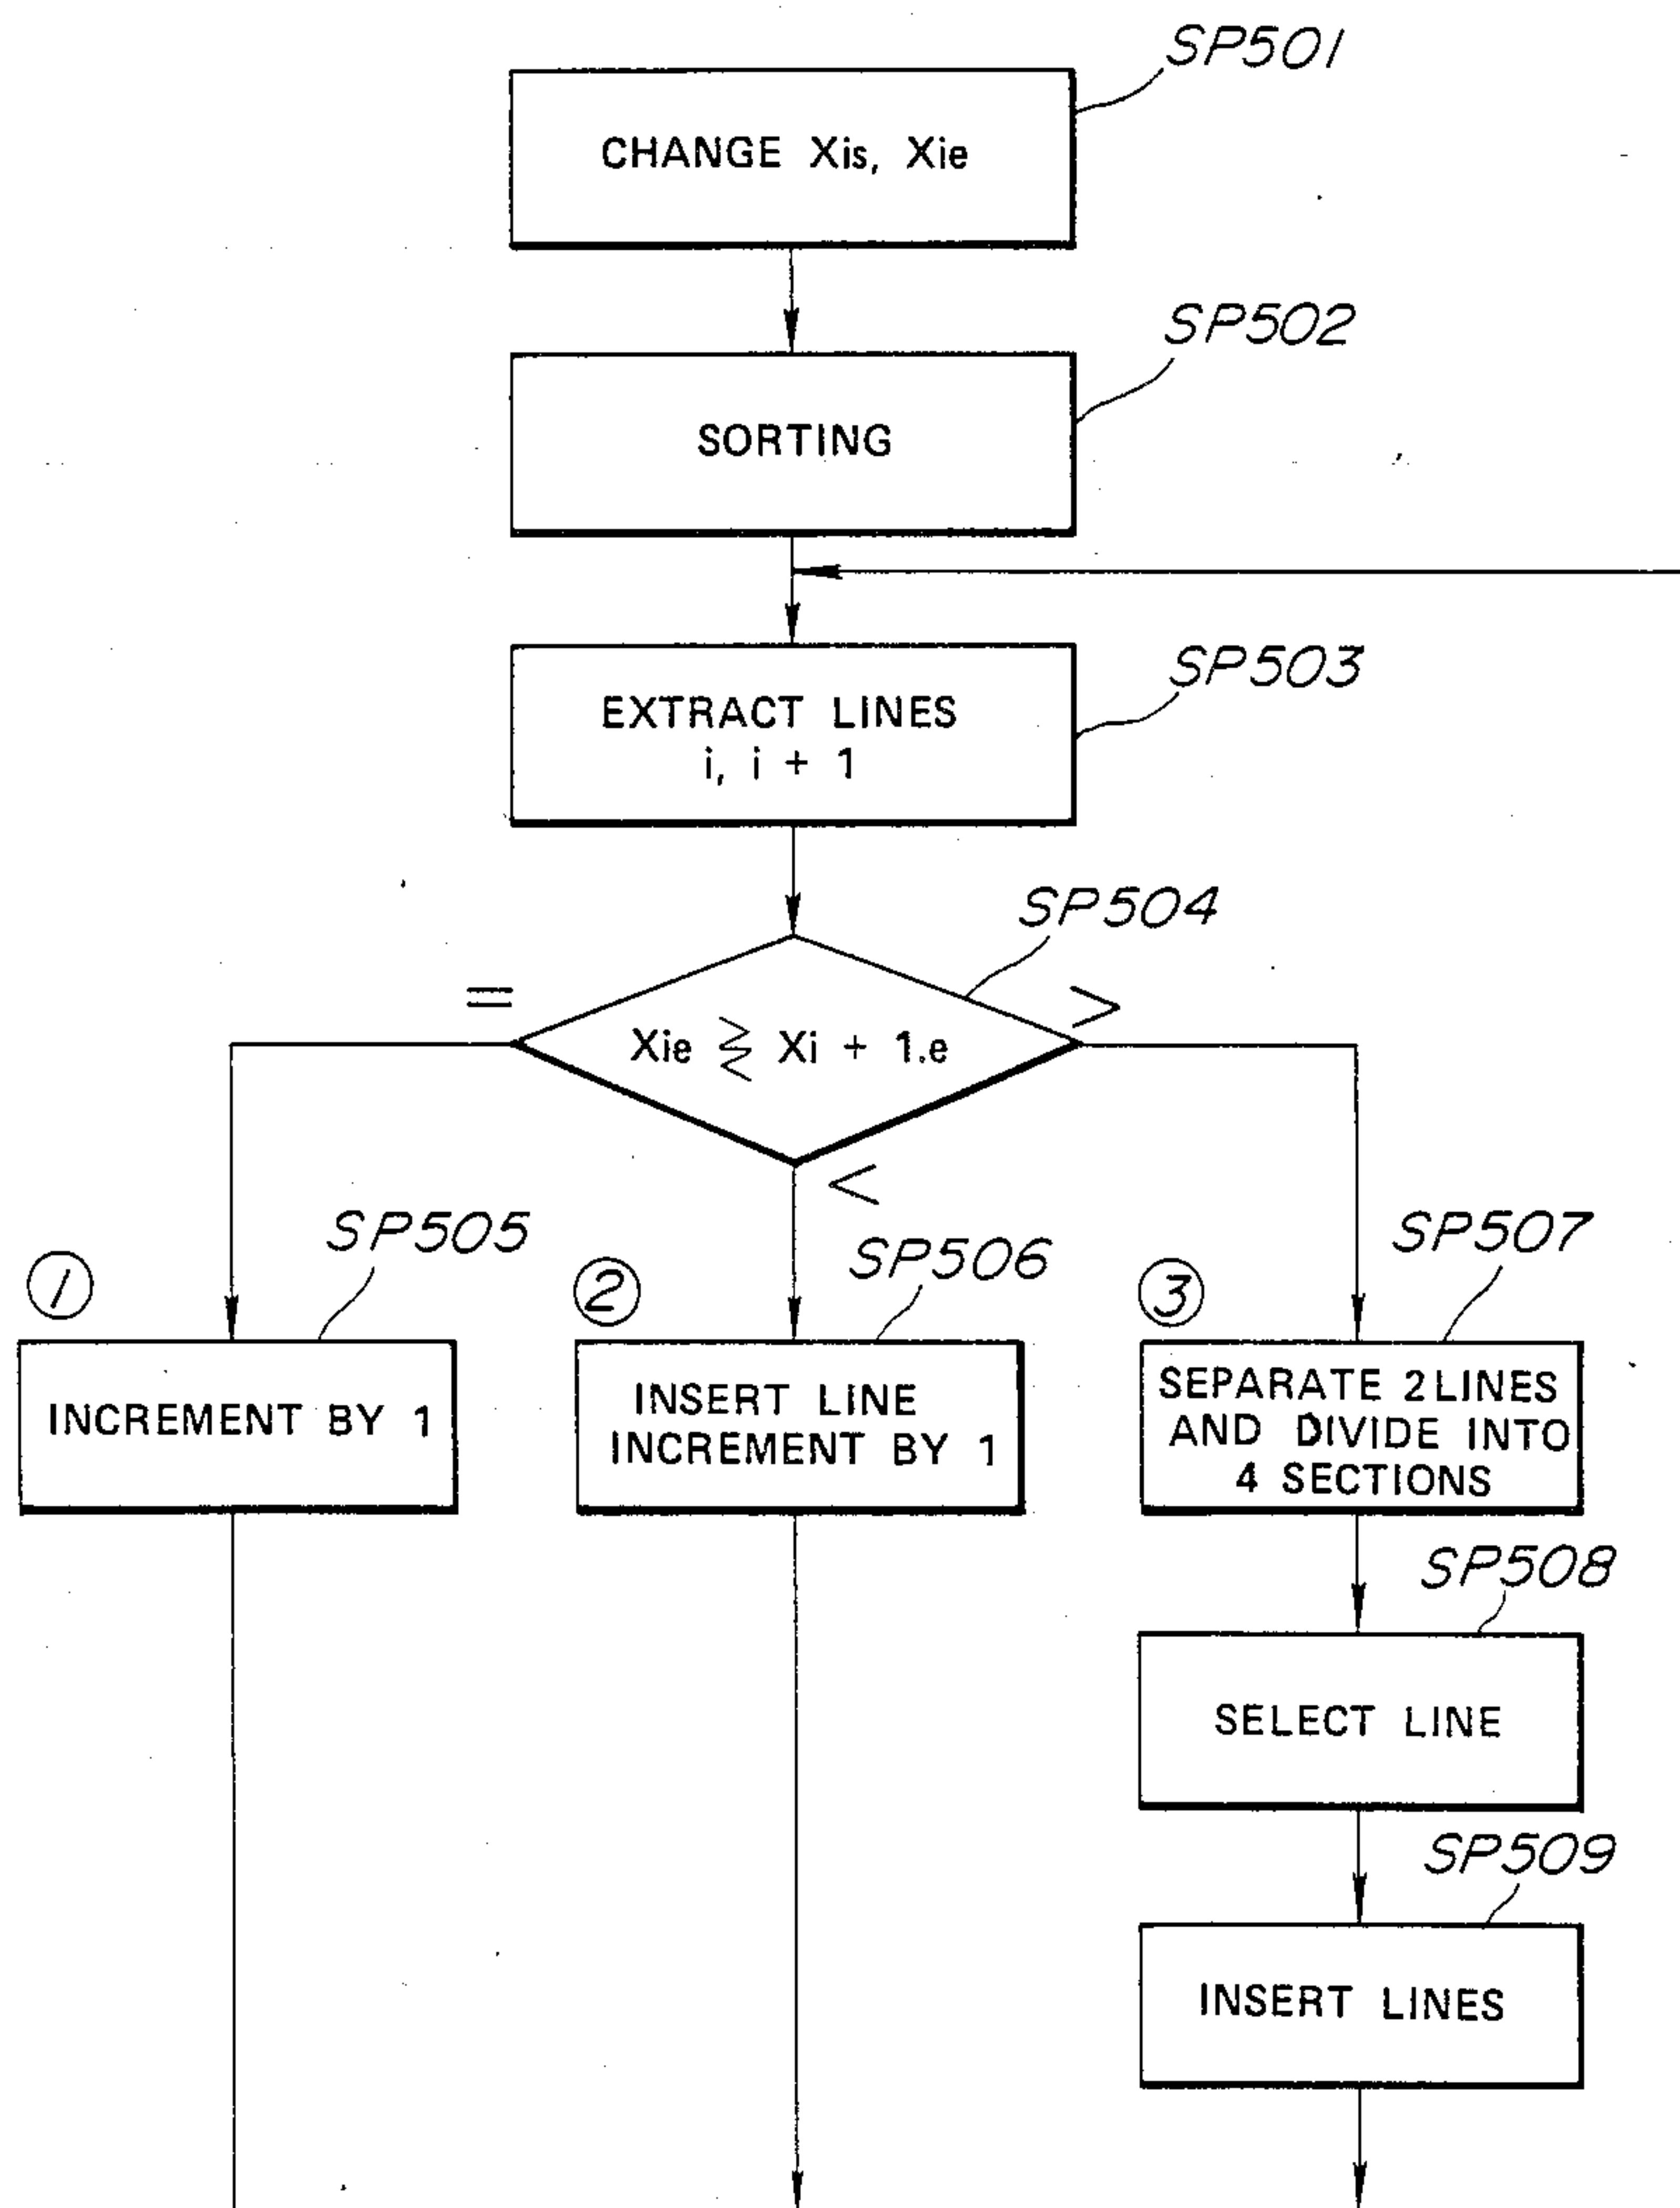 SP501
CHANGE Xis, Xie
SP502
SORTING
SP503
EXTRACT LINES
i, i + 1
SP504
=
>
Xie ⋛ Xi + 1.e
<
SP505
SP506
SP507
① 
②
③
INCREMENT BY 1
INSERT LINE
INCREMENT BY 1
SEPARATE 2 LINES
AND DIVIDE INTO
4 SECTIONS
SP508
SELECT LINE
SP509
INSERT LINES